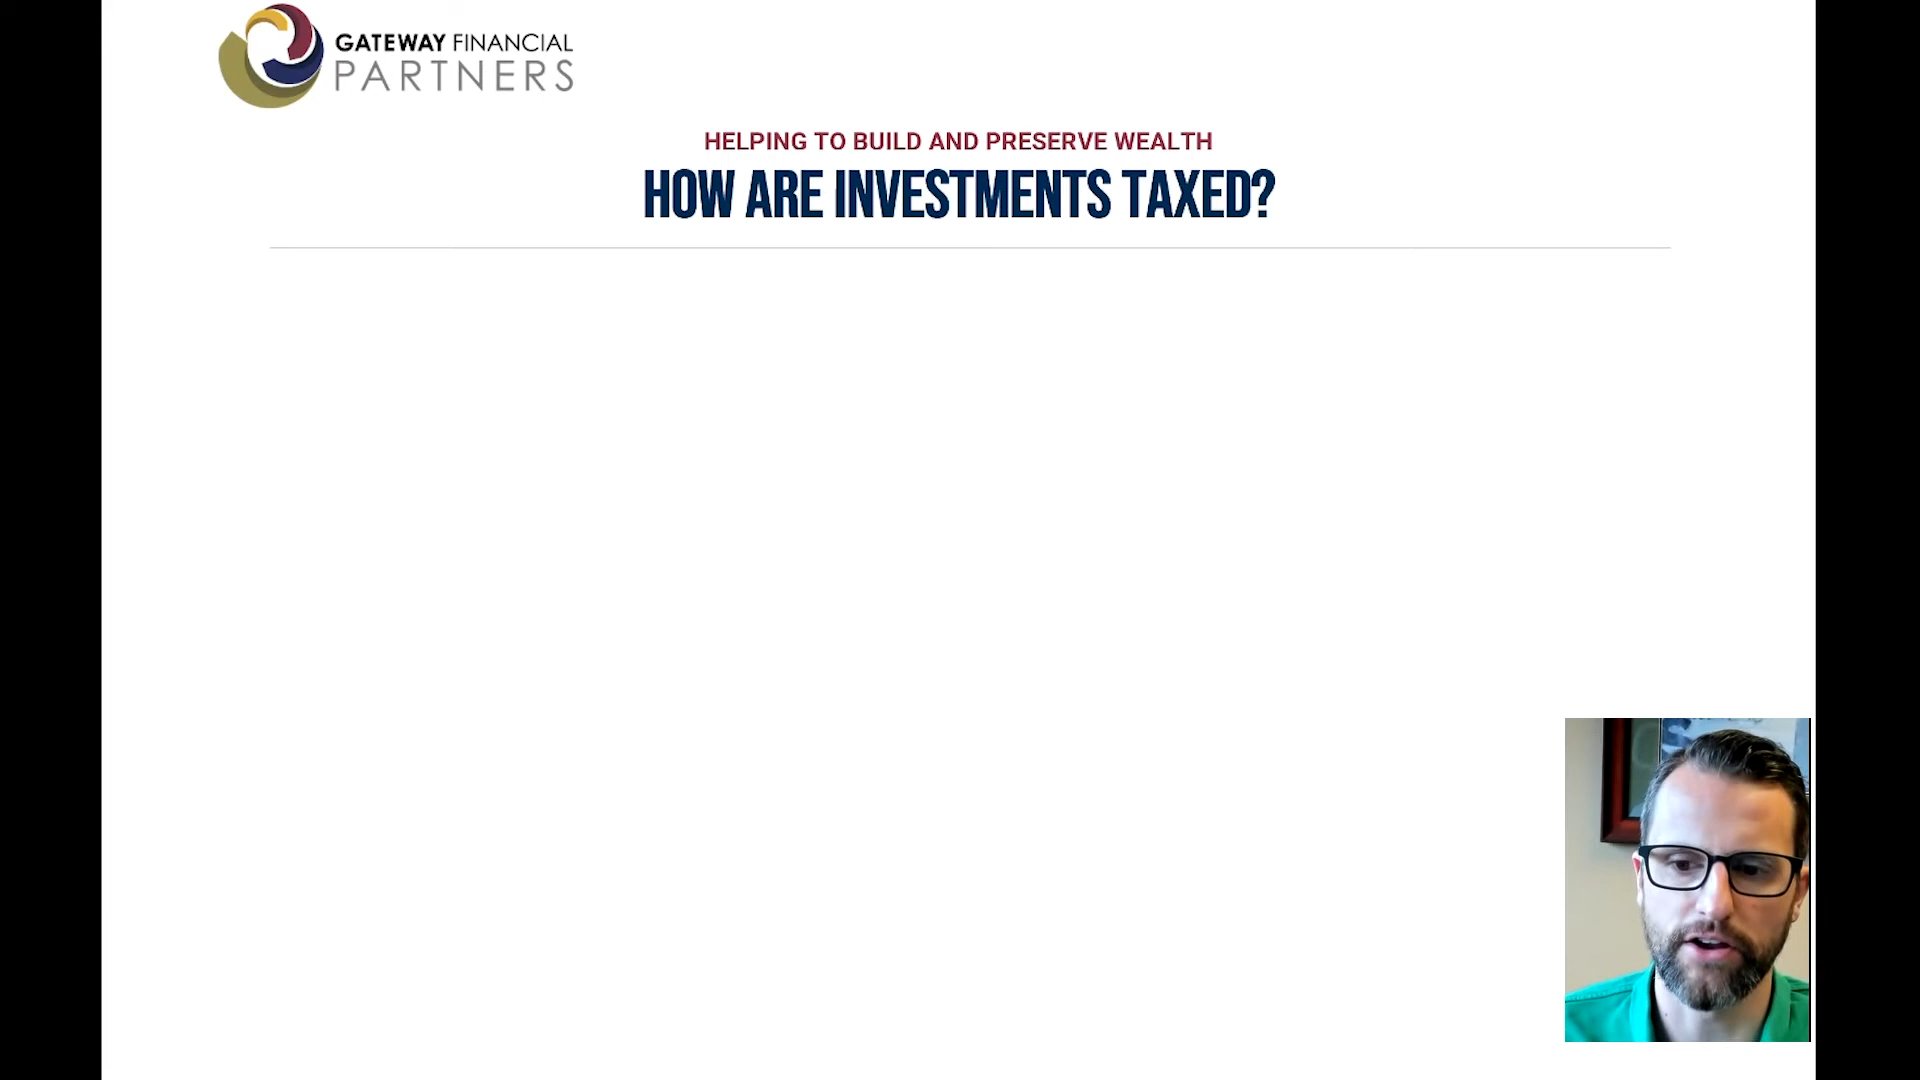 GATEWAY FINANCIAL
PARTNERS
HELPING TO BUILD AND PRESERVE WEALTH
HOW ARE INVESTMENTS TAXED?